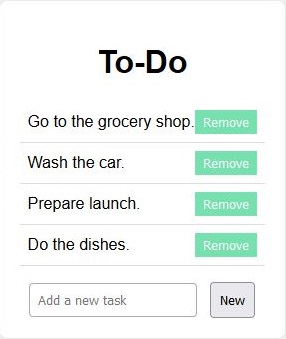 To-Do
Go to the grocery shop. Remove
Wash the car. Remove
Prepare launch. Remove
Do the dishes. Remove
Add a new task New